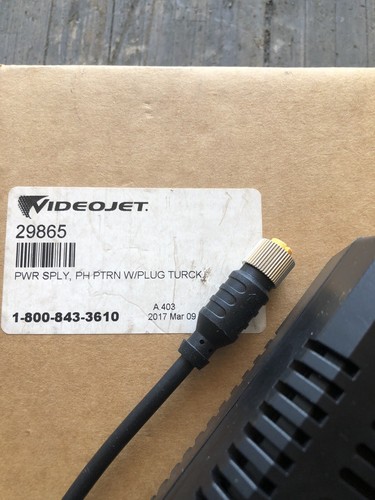 VIDEOJET.
29865
PWR SPLY, PH PTRN W/PLUG TURCK,
A 403
1-800-843-3610
2017 Mar 09